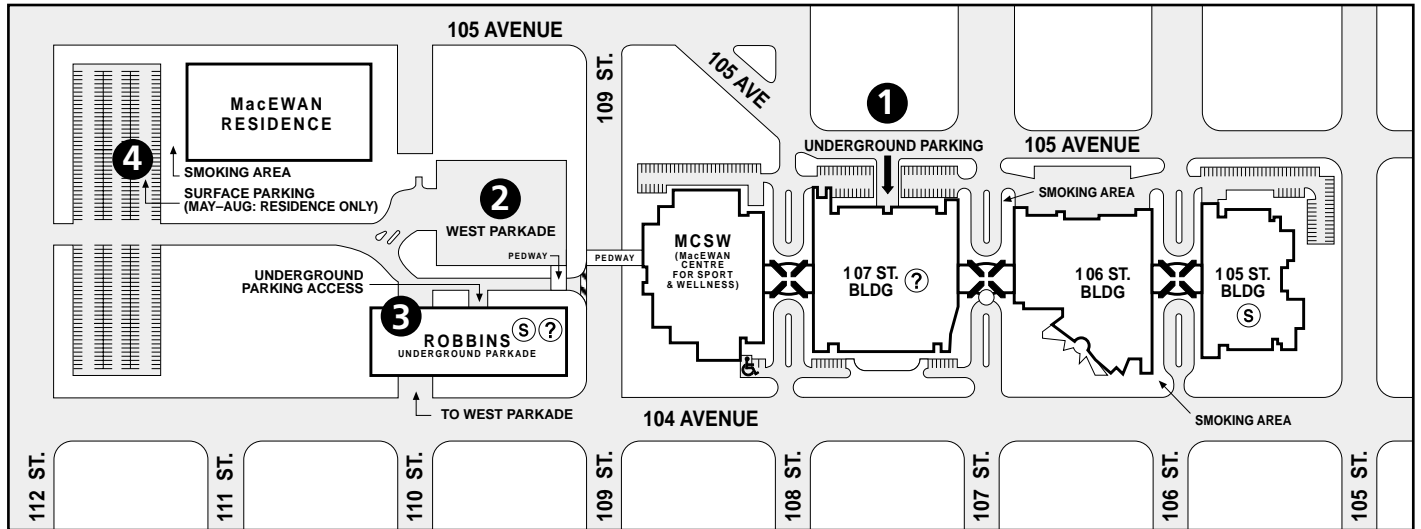 105 AVENUE
109 ST.
105 AVE
1
UNDERGROUND PARKING
105 AVENUE
MacEWAN
RESIDENCE
4
SMOKING AREA
SURFACE PARKING
(MAY–AUG: RESIDENCE ONLY)
2
WEST PARKADE
PEDWAY
PEDWAY
MCSW
(MacEWAN
CENTRE
FOR SPORT
& WELLNESS)
107 ST.
BLDG
?
SMOKING AREA
106 ST.
BLDG
105 ST.
BLDG
S
UNDERGROUND
PARKING ACCESS
3
ROBBINS
S
?
UNDERGROUND PARKADE
TO WEST PARKADE
104 AVENUE
SMOKING AREA
112 ST.
111 ST.
110 ST.
109 ST.
108 ST.
107 ST.
106 ST.
105 ST.